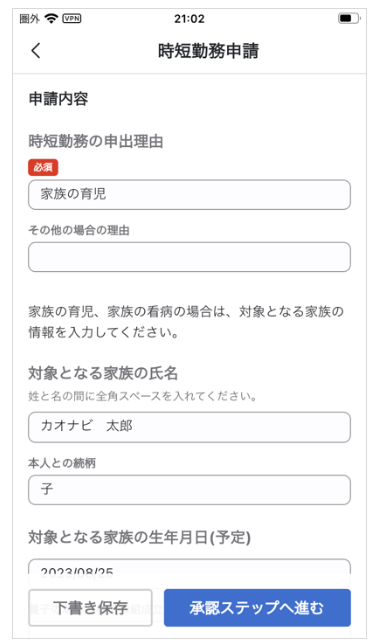 圏外 VPN 21:02
時短勤務申請
申請内容
時短勤務の申出理由
必須
家族の育児
その他の場合の理由
家族の育児、家族の看病の場合は、対象となる家族の
情報を入力してください。
対象となる家族の氏名
姓と名の間に全角スペースを入れてください。
カオナビ　太郎
本人との続柄
子
対象となる家族の生年月日(予定)
2023/08/25
下書き保存 承認ステップへ進む